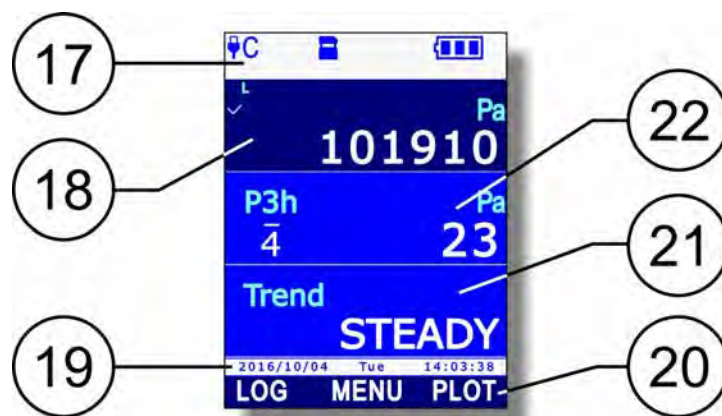 17
C
L
Pa
101910
18
22
P3h
Pa
4
23
21
Trend
STEADY
19
2016/10/04 Tue 14:03:38
LOG MENU PLOT
20